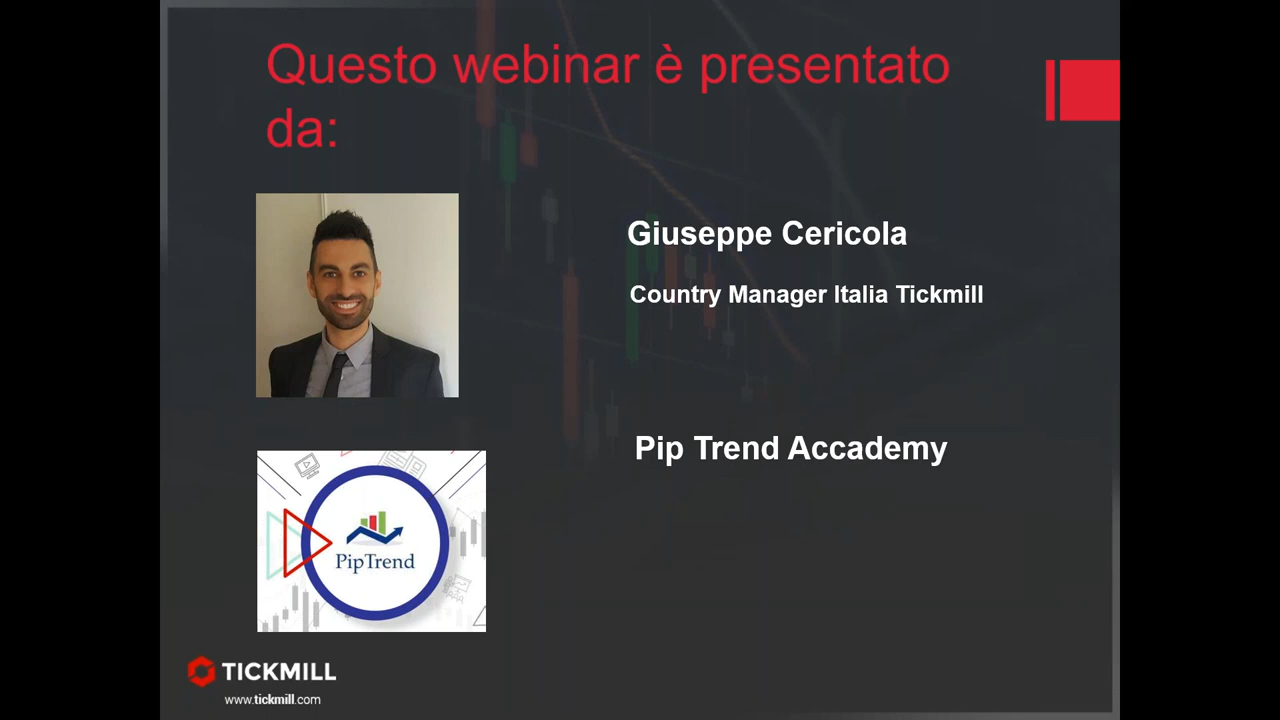 Questo webinar è presentato
da:
Giuseppe Cericola
Country Manager Italia Tickmill
Pip Trend Accademy
PipTrend
TICKMILL
www.tickmill.com